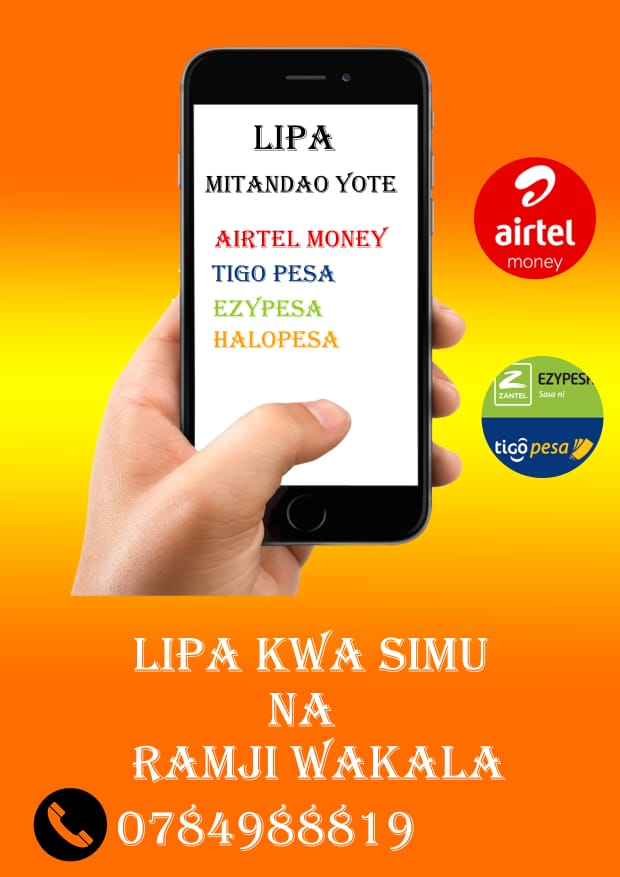 LIPA
MITANDAO YOTE
AIRTEL MONEY
TIGO PESA
EZYPESA
HALOPESA
airtel
money
Z
ZANTEL
EZYPESA
Sasa ni
tigo pesa
LIPA KWA SIMU
NA
RAMJI WAKALA
0784988819